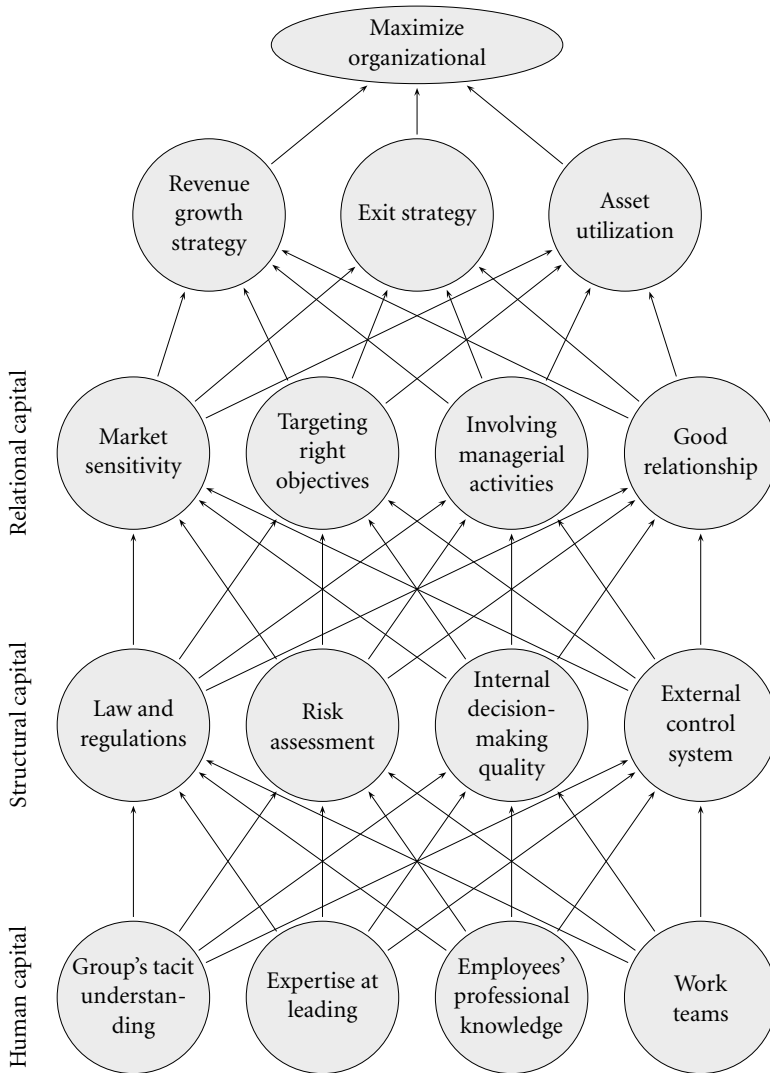 Maximize
organizational
Revenue
growth
strategy
Exit strategy
Asset
utilization
Relational capital
Market
sensitivity
Targeting
right
objectives
Involving
managerial
activities
Good
relationship
Structural capital
Law and
regulations
Risk
assessment
Internal
decision-
making
quality
External
control
system
Human capital
Group's tacit
understan-
ding
Expertise at
leading
Employees'
professional
knowledge
Work
teams